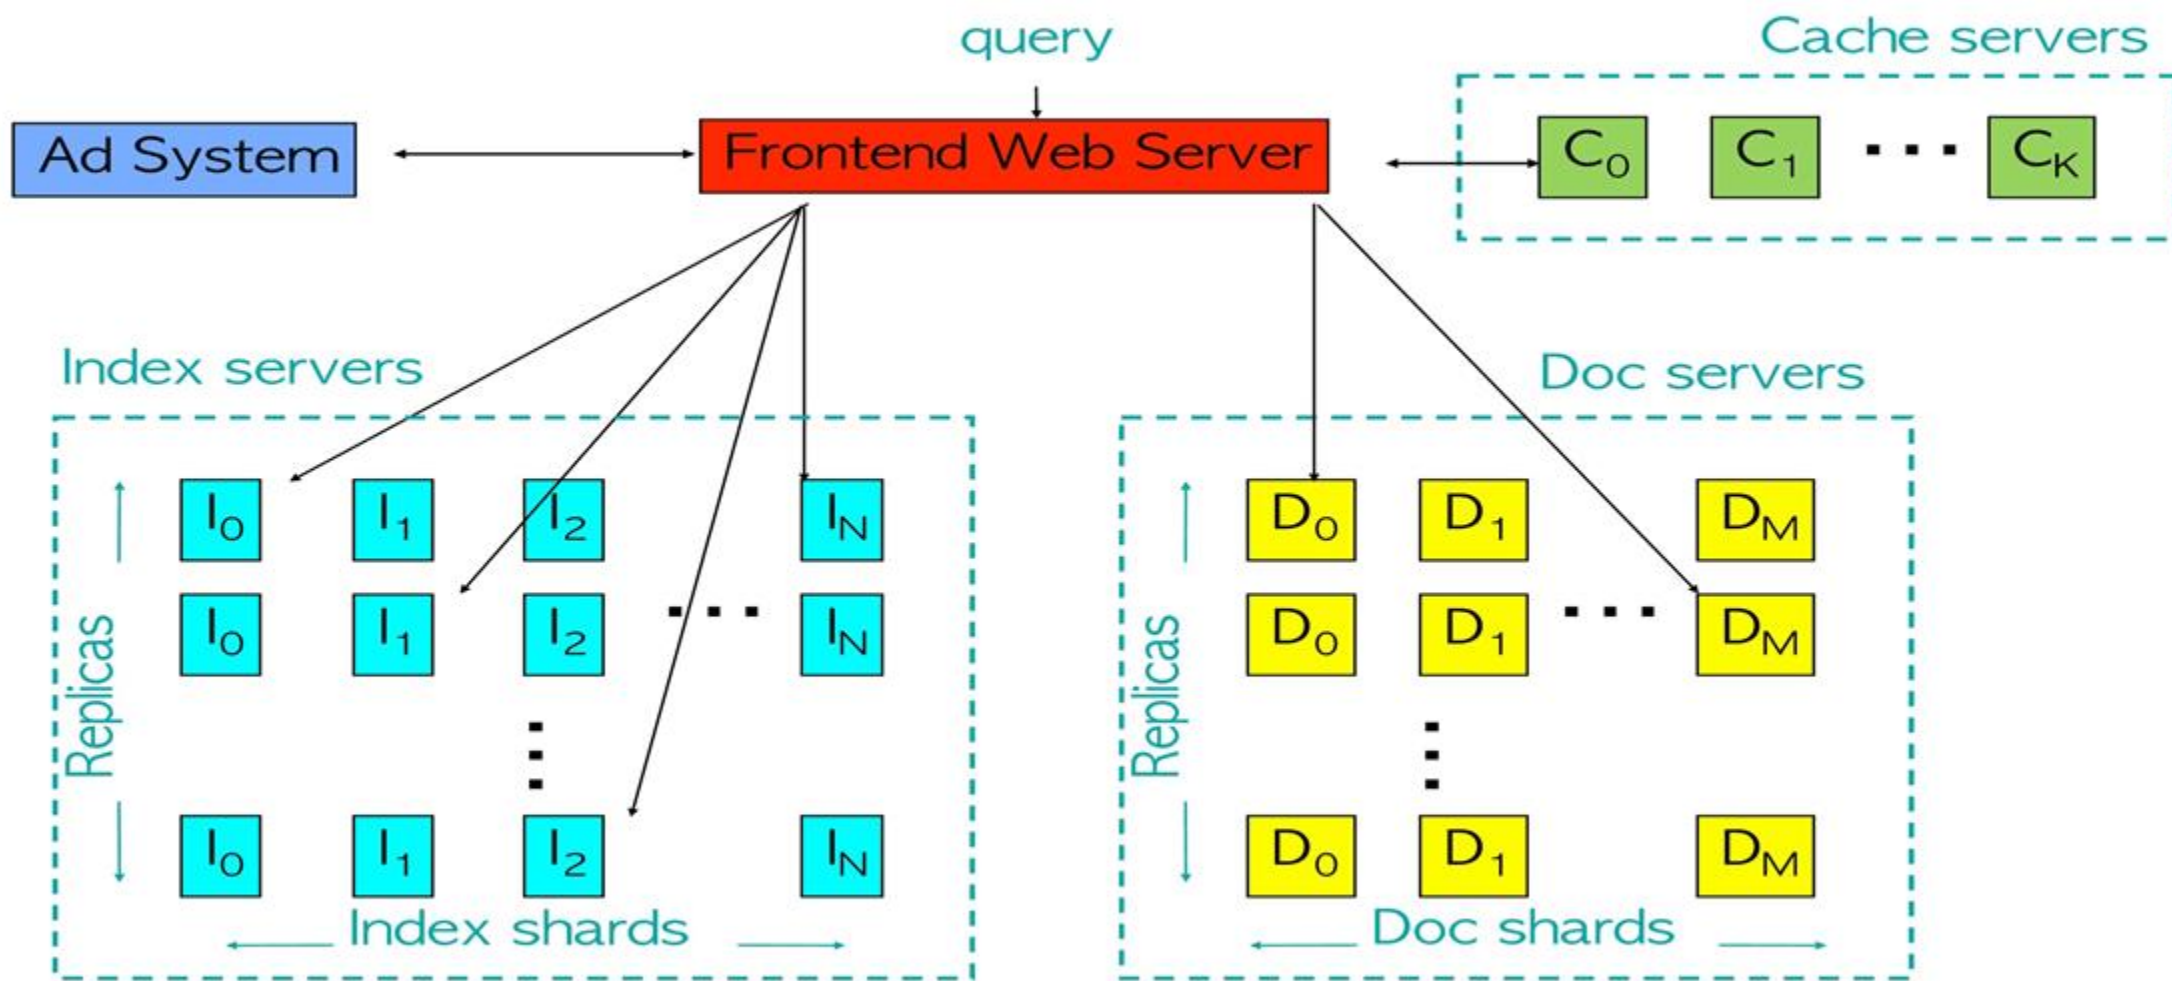 query
Cache servers
Ad System
Frontend Web Server
C0 C1 ... CK
Index servers
Doc servers
I0 I1 I2 IN
D0 D1 DM
I0 I1 I2 ... IN
D0 D1 ... DM
Replicas
Replicas
I0 I1 I2 IN
D0 D1 DM
Index shards
Doc shards